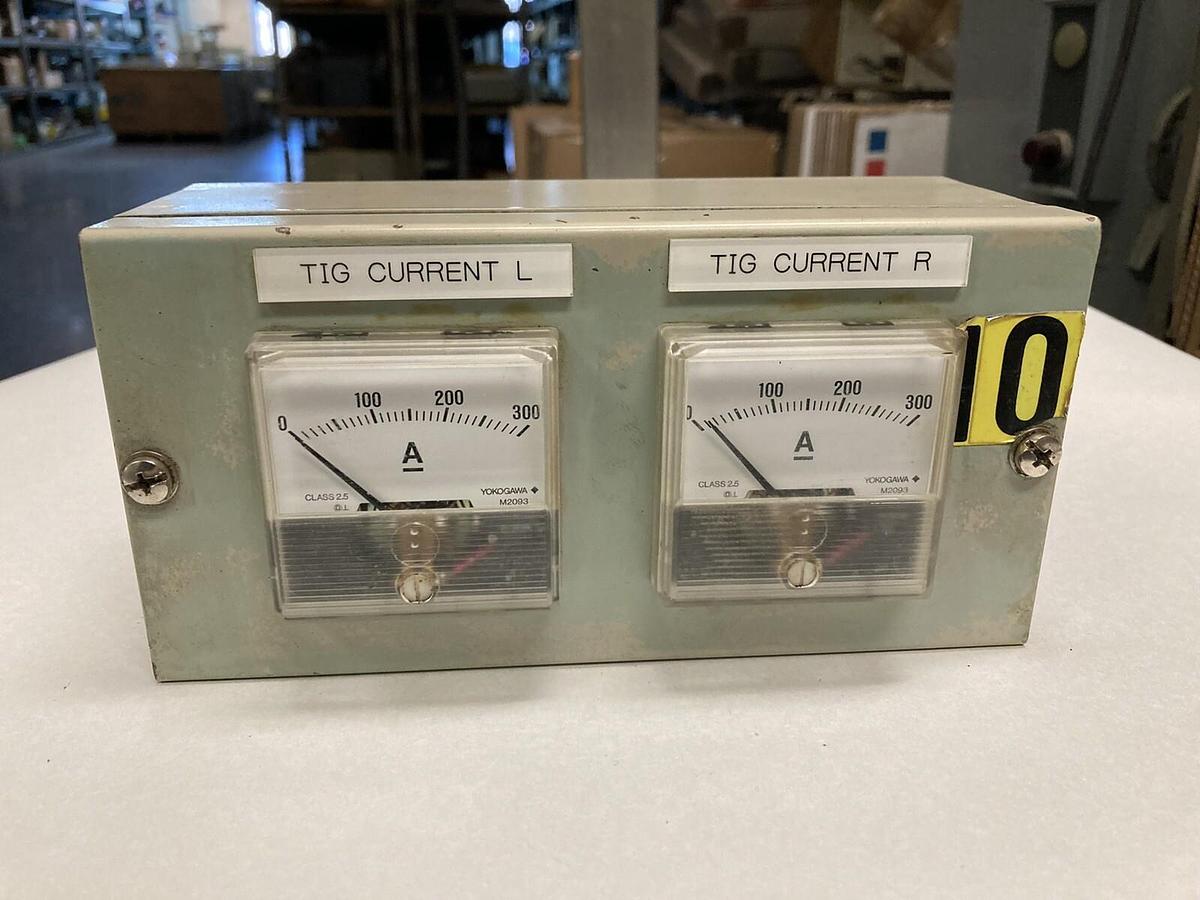 TIG CURRENT L
TIG CURRENT R
0 100 200 300
A
CLASS 2.5
YOKOGAWA
M2093
0 100 200 300
A
CLASS 2.5
YOKOGAWA
M2093
10